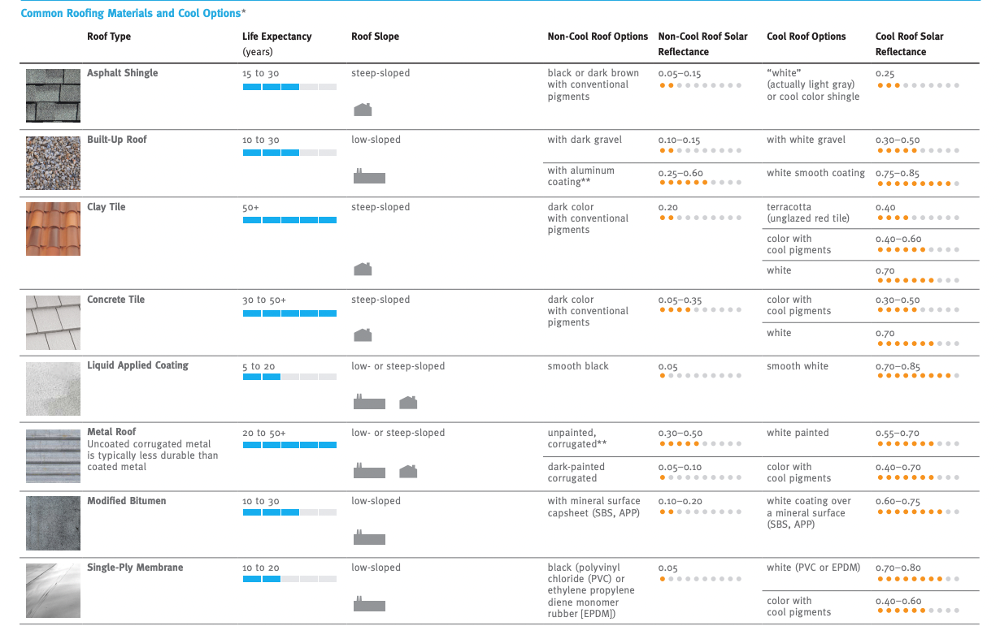 Common Roofing Materials and Cool Options*
Roof Type
Life Expectancy
(years)
Roof Slope
Non-Cool Roof Options
Non-Cool Roof Solar
Reflectance
Cool Roof Options
Cool Roof Solar
Reflectance
Asphalt Shingle
15 to 30
steep-sloped
black or dark brown
with conventional
pigments
0.05–0.15
“white”
(actually light gray)
or cool color shingle
0.25
Built-Up Roof
10 to 30
low-sloped
with dark gravel
0.10–0.15
with white gravel
0.30–0.50
with aluminum
coating**
0.25–0.60
white smooth coating
0.75–0.85
Clay Tile
50+
steep-sloped
dark color
with conventional
pigments
0.20
terracotta
(unglazed red tile)
0.40
color with
cool pigments
0.40–0.60
white
0.70
Concrete Tile
30 to 50+
steep-sloped
dark color
with conventional
pigments
0.05–0.35
color with
cool pigments
0.30–0.50
white
0.70
Liquid Applied Coating
5 to 20
low- or steep-sloped
smooth black
0.05
smooth white
0.70–0.85
Metal Roof
Uncoated corrugated metal
is typically less durable than
coated metal
20 to 50+
low- or steep-sloped
unpainted,
corrugated**
0.30–0.50
white painted
0.55–0.70
dark-painted
corrugated
0.05–0.10
color with
cool pigments
0.40–0.70
Modified Bitumen
10 to 30
low-sloped
with mineral surface
capsheet (SBS, APP)
0.10–0.20
white coating over
a mineral surface
(SBS, APP)
0.60–0.75
Single-Ply Membrane
10 to 20
low-sloped
black (polyvinyl
chloride (PVC) or
ethylene propylene
diene monomer
rubber [EPDM])
0.05
white (PVC or EPDM)
0.70–0.80
color with
cool pigments
0.40–0.60